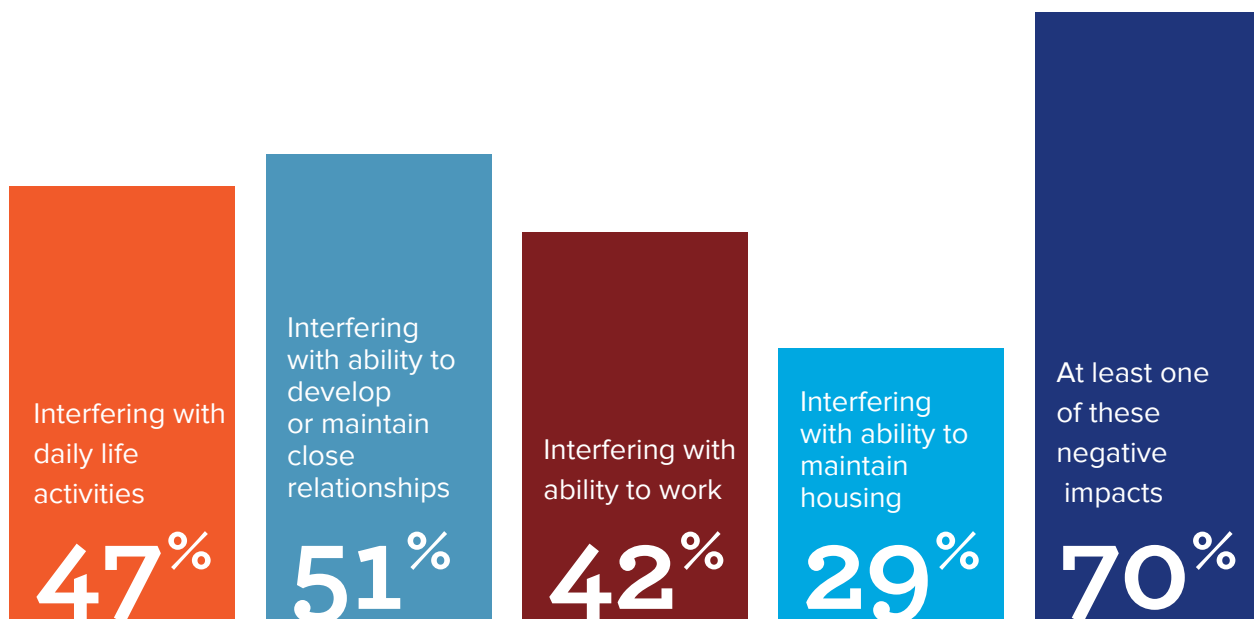 Interfering with
daily life
activities
47%
Interfering
with ability to
develop
or maintain
close
relationships
51%
Interfering with
ability to work
42%
Interfering
with ability to
maintain
housing
29%
At least one
of these
negative
impacts
70%